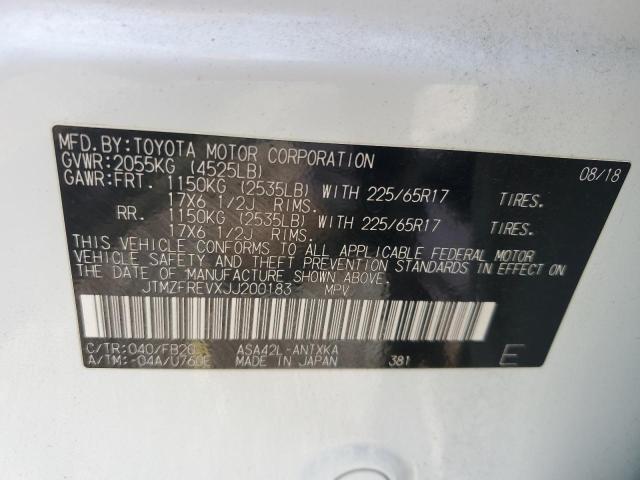 MFD.BY:TOYOTA MOTOR CORPORATION 08/18
GVWR:2055KG (4525LB)
GAWR:FRT. 1150KG (2535LB) WITH 225/65R17 TIRES.
17X6 1/2J RIMS.
RR. 1150KG (2535LB) WITH 225/65R17 TIRES.
17X6 1/2J RIMS.
THIS VEHICLE CONFORMS TO ALL APPLICABLE FEDERAL MOTOR
VEHICLE SAFETY AND THEFT PREVENTION STANDARDS IN EFFECT ON
THE DATE OF MANUFACTURE SHOWN ABOVE.
JTMZFREVXJJ200183 MPV
C/TR:040/FB20 ASA42L-ANTXKA
A/TM:-04A/U760E MADE IN JAPAN 381 E